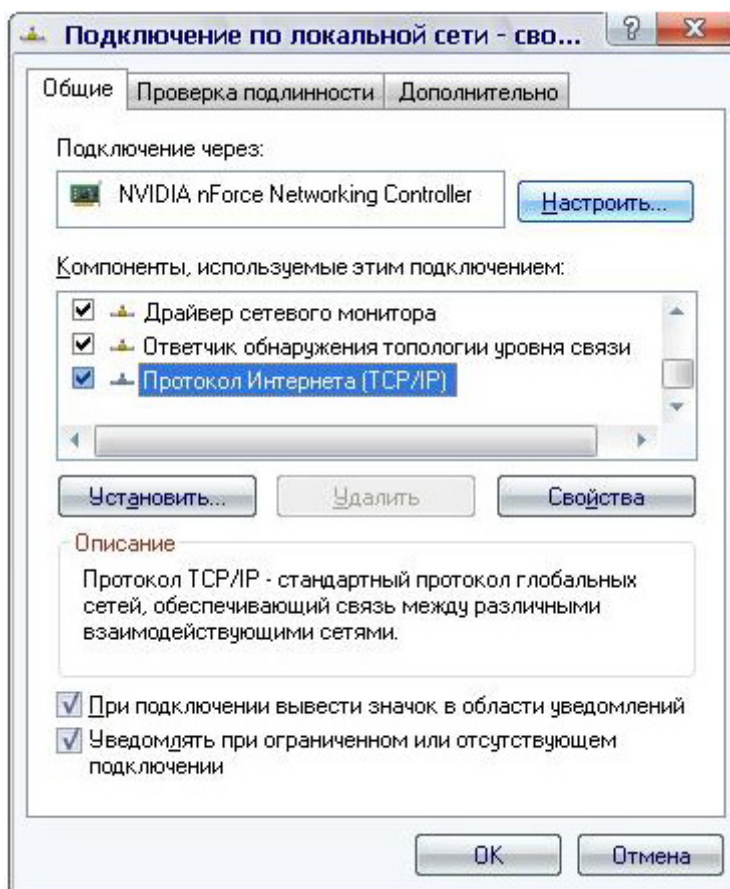 Подключение по локальной сети - сво...
Общие Проверка подлинности Дополнительно
Подключение через:
NVIDIA nForce Networking Controller Настроить...
Компоненты, используемые этим подключением:
Драйвер сетевого монитора
Ответчик обнаружения топологии уровня связи
Протокол Интернета (TCP/IP)
Установить... Удалить Свойства
Описание
Протокол TCP/IP - стандартный протокол глобальных
сетей, обеспечивающий связь между различными
взаимодействующими сетями.
При подключении вывести значок в области уведомлений
Уведомлять при ограниченном или отсутствующем
подключении
OK Отмена